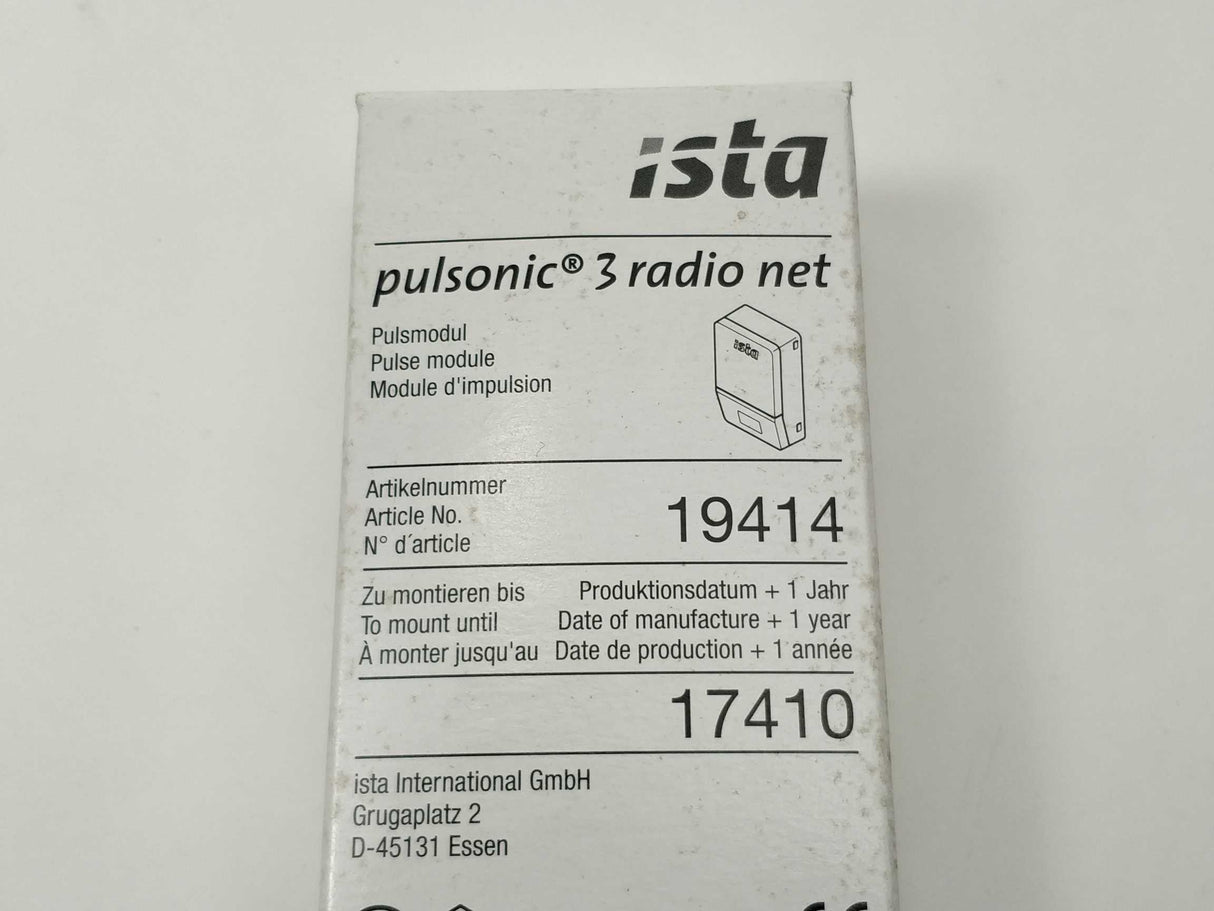 ista
pulsonic® 3 radio net
Pulsmodul
Pulse module
Module d'impulsion
ista
Artikelnummer
Article No.
N° d´article
19414
Zu montieren bis Produktionsdatum + 1 Jahr
To mount until Date of manufacture + 1 year
À monter jusqu'au Date de production + 1 année
17410
ista International GmbH
Grugaplatz 2
D-45131 Essen